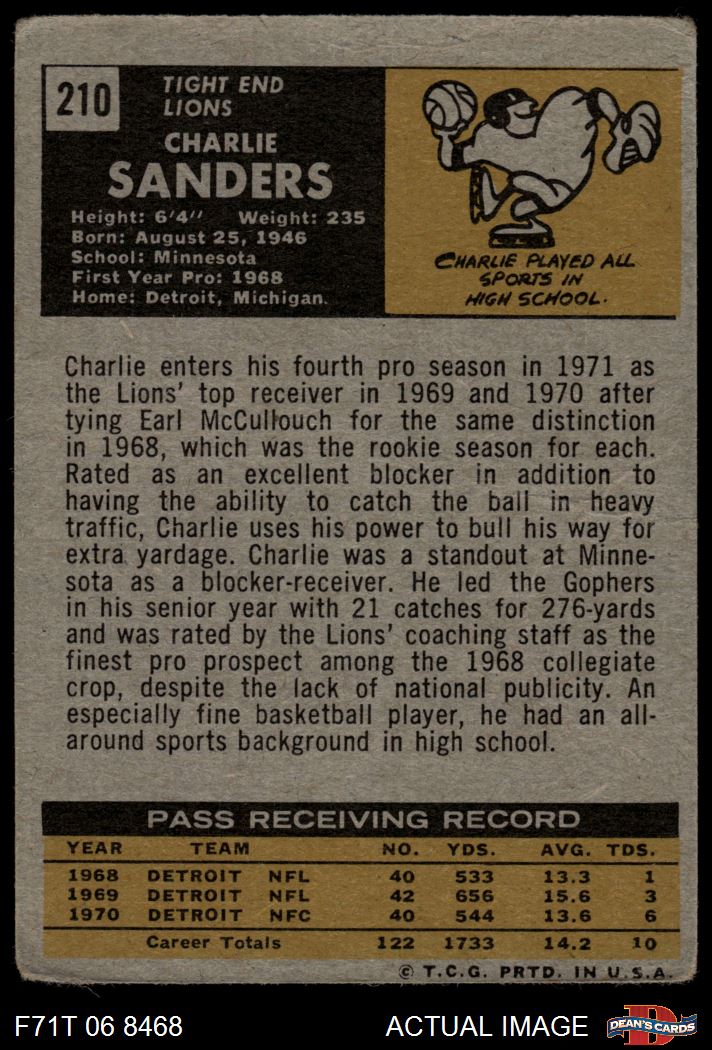 210
TIGHT END
LIONS
CHARLIE
SANDERS
Height: 6'4" Weight: 235
Born: August 25, 1946
School: Minnesota
First Year Pro: 1968
Home: Detroit, Michigan.
CHARLIE PLAYED ALL
SPORTS IN
HIGH SCHOOL.
Charlie enters his fourth pro season in 1971 as
the Lions' top receiver in 1969 and 1970 after
tying Earl McCullouch for the same distinction
in 1968, which was the rookie season for each.
Rated as an excellent blocker in addition to
having the ability to catch the ball in heavy
traffic, Charlie uses his power to bull his way for
extra yardage. Charlie was a standout at Minne-
sota as a blocker-receiver. He led the Gophers
in his senior year with 21 catches for 276-yards
and was rated by the Lions' coaching staff as the
finest pro prospect among the 1968 collegiate
crop, despite the lack of national publicity. An
especially fine basketball player, he had an all-
around sports background in high school.
PASS RECEIVING RECORD
YEAR TEAM NO. YDS. AVG. TDS.
1968 DETROIT NFL 40 533 13.3 1
1969 DETROIT NFL 42 656 15.6 3
1970 DETROIT NFC 40 544 13.6 6
Career Totals 122 1733 14.2 10
© T.C.G. PRTD. IN U.S.A.
F71T 06 8468 ACTUAL IMAGE
D
DEAN'S CARDS